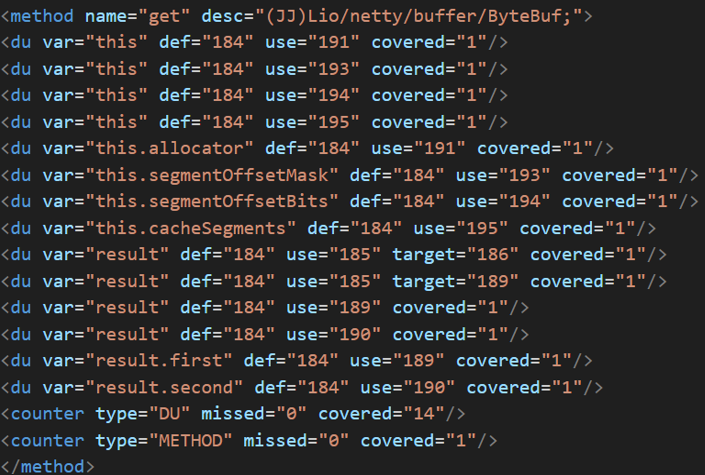 <method name="get" desc="(JJ)Lio/netty/buffer/ByteBuf;">
<du var="this" def="184" use="191" covered="1"/>
<du var="this" def="184" use="193" covered="1"/>
<du var="this" def="184" use="194" covered="1"/>
<du var="this" def="184" use="195" covered="1"/>
<du var="this.allocator" def="184" use="191" covered="1"/>
<du var="this.segmentOffsetMask" def="184" use="193" covered="1"/>
<du var="this.segmentOffsetBits" def="184" use="194" covered="1"/>
<du var="this.cacheSegments" def="184" use="195" covered="1"/>
<du var="result" def="184" use="185" target="186" covered="1"/>
<du var="result" def="184" use="185" target="189" covered="1"/>
<du var="result" def="184" use="189" covered="1"/>
<du var="result" def="184" use="190" covered="1"/>
<du var="result.first" def="184" use="189" covered="1"/>
<du var="result.second" def="184" use="190" covered="1"/>
<counter type="DU" missed="0" covered="14"/>
<counter type="METHOD" missed="0" covered="1"/>
</method>